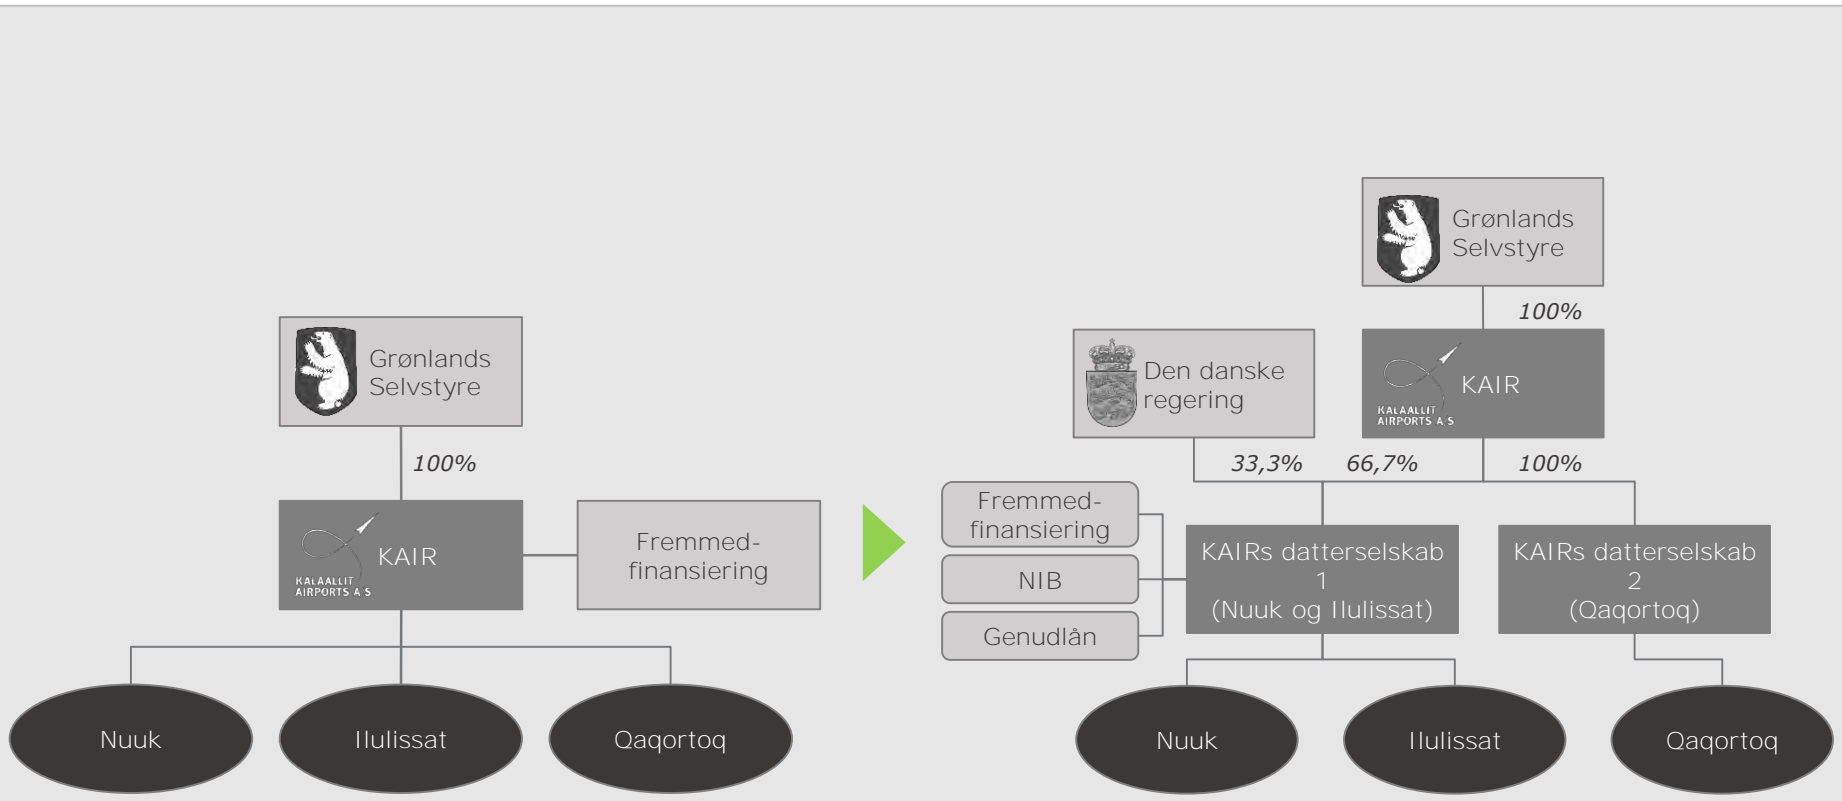 Grønlands
Selvstyre
100%
KAIR
KALAALLIT
AIRPORTS A/S
Fremmed-
finansiering
Nuuk
Ilulissat
Qaqortoq
Grønlands
Selvstyre
100%
Den danske
regering
KAIR
KALAALLIT
AIRPORTS A/S
33,3%
66,7%
100%
Fremmed-
finansiering
NIB
Genudlån
KAIRs datterselskab
1
(Nuuk og Ilulissat)
KAIRs datterselskab
2
(Qaqortoq)
Nuuk
Ilulissat
Qaqortoq